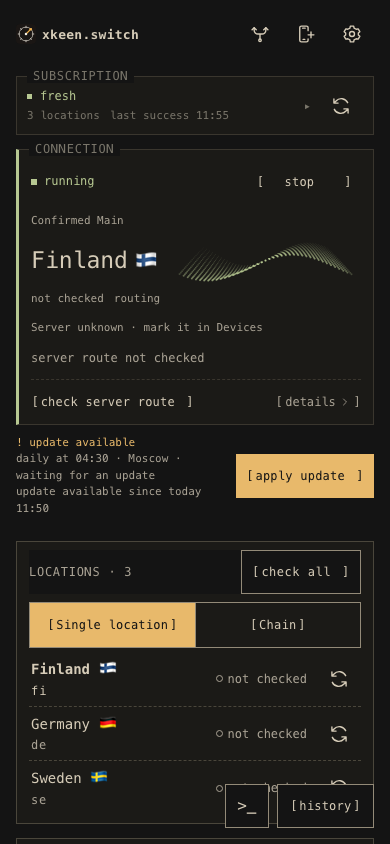 xkeen.switch
SUBSCRIPTION
fresh
3 locations last success 11:55
CONNECTION
running
[ stop ]
Confirmed Main
Finland
not checked routing
Server unknown · mark it in Devices
server route not checked
[check server route ]
[details > ]
! update available
daily at 04:30 · Moscow ·
waiting for an update
update available since today
11:50
[apply update ]
LOCATIONS · 3
[check all ]
[Single location]
[Chain]
Finland
fi
not checked
Germany
de
not checked
Sweden
se
>_
[history]